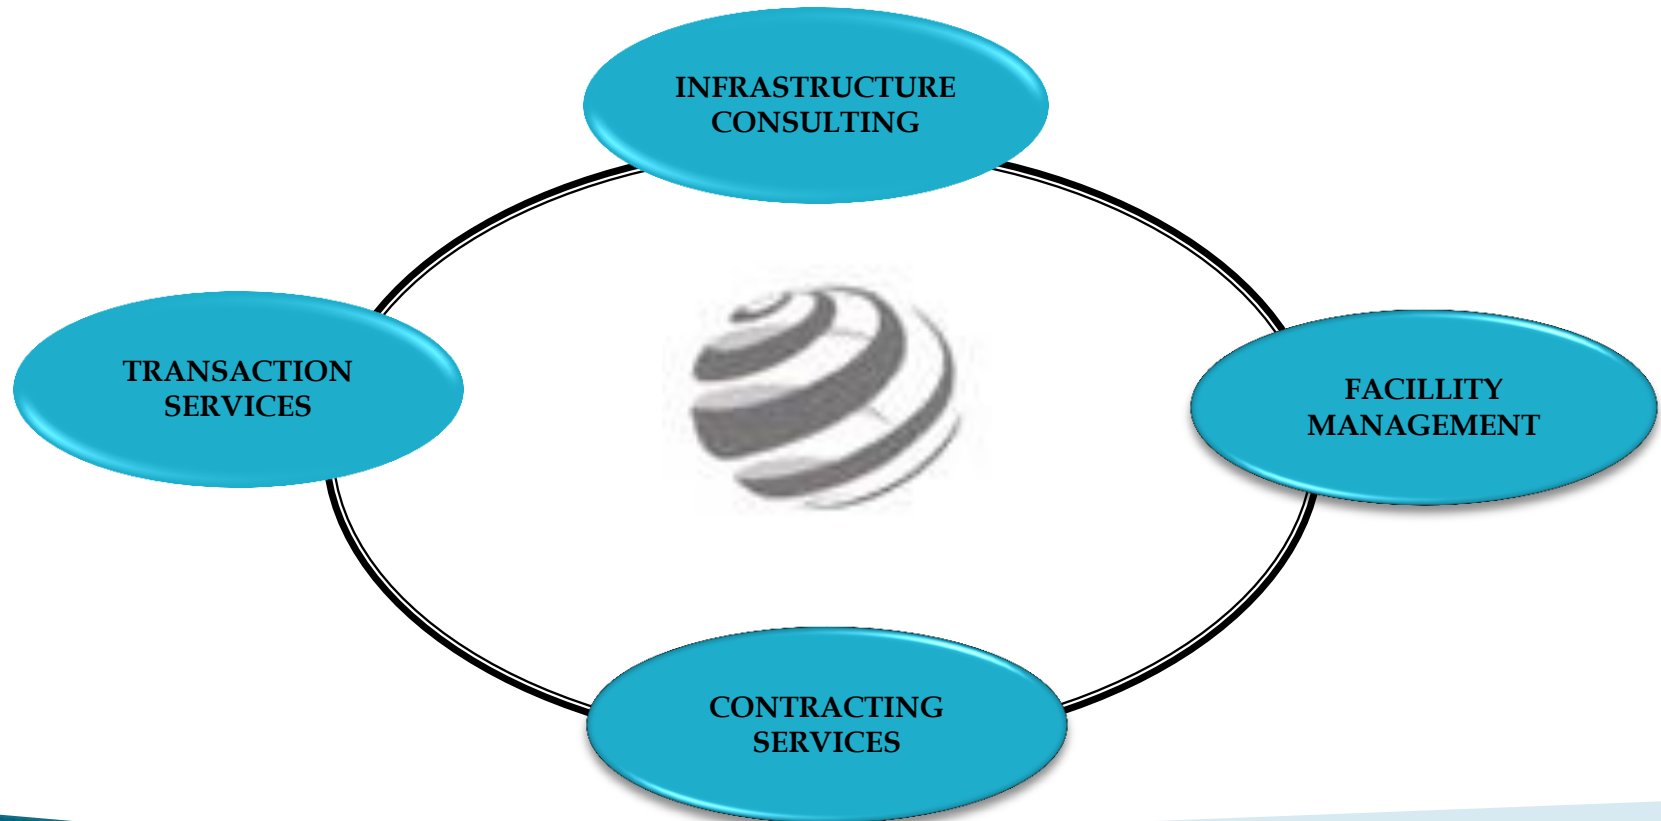 INFRASTRUCTURE
CONSULTING
TRANSACTION
SERVICES
FACILLITY
MANAGEMENT
CONTRACTING
SERVICES